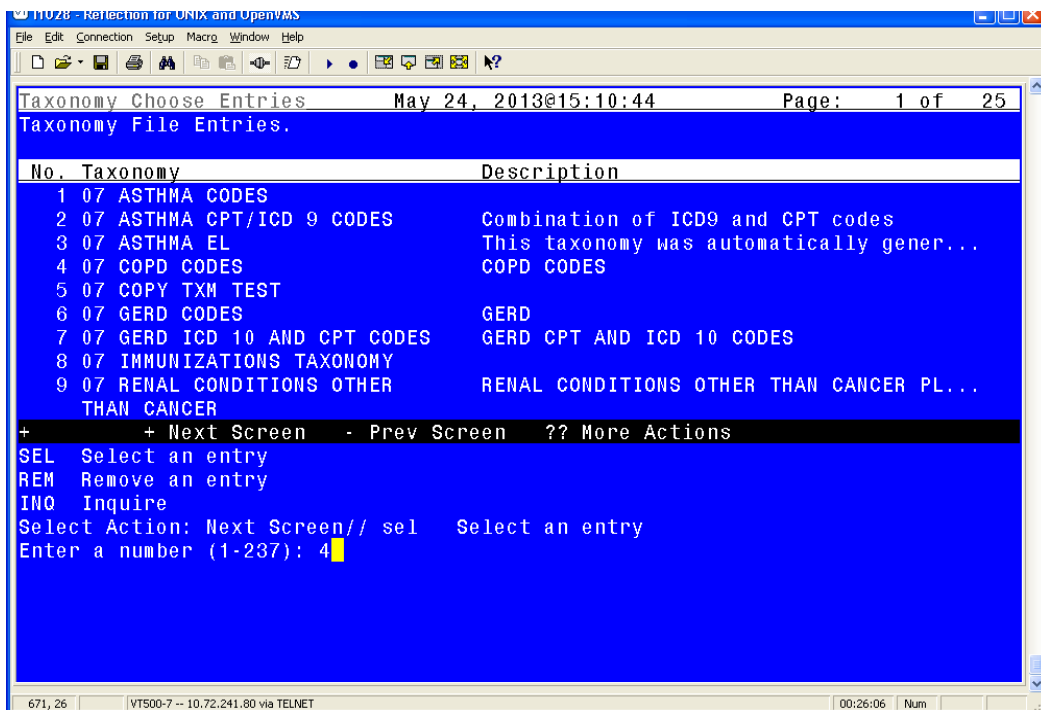 ITU28 - Reflection for UNIX and OpenVMS
File Edit Connection Setup Macro Window Help
Taxonomy Choose Entries May 24, 2013@15:10:44 Page: 1 of 25
Taxonomy File Entries.
No. Taxonomy Description
1 07 ASTHMA CODES
2 07 ASTHMA CPT/ICD 9 CODES Combination of ICD9 and CPT codes
3 07 ASTHMA EL This taxonomy was automatically gener...
4 07 COPD CODES COPD CODES
5 07 COPY TXM TEST
6 07 GERD CODES GERD
7 07 GERD ICD 10 AND CPT CODES GERD CPT AND ICD 10 CODES
8 07 IMMUNIZATIONS TAXONOMY
9 07 RENAL CONDITIONS OTHER RENAL CONDITIONS OTHER THAN CANCER PL...
THAN CANCER
+ + Next Screen - Prev Screen ?? More Actions
SEL Select an entry
REM Remove an entry
INQ Inquire
Select Action: Next Screen// sel Select an entry
Enter a number (1-237): 4
671, 26 VT500-7 -- 10.72.241.80 via TELNET 00:26:06 Num